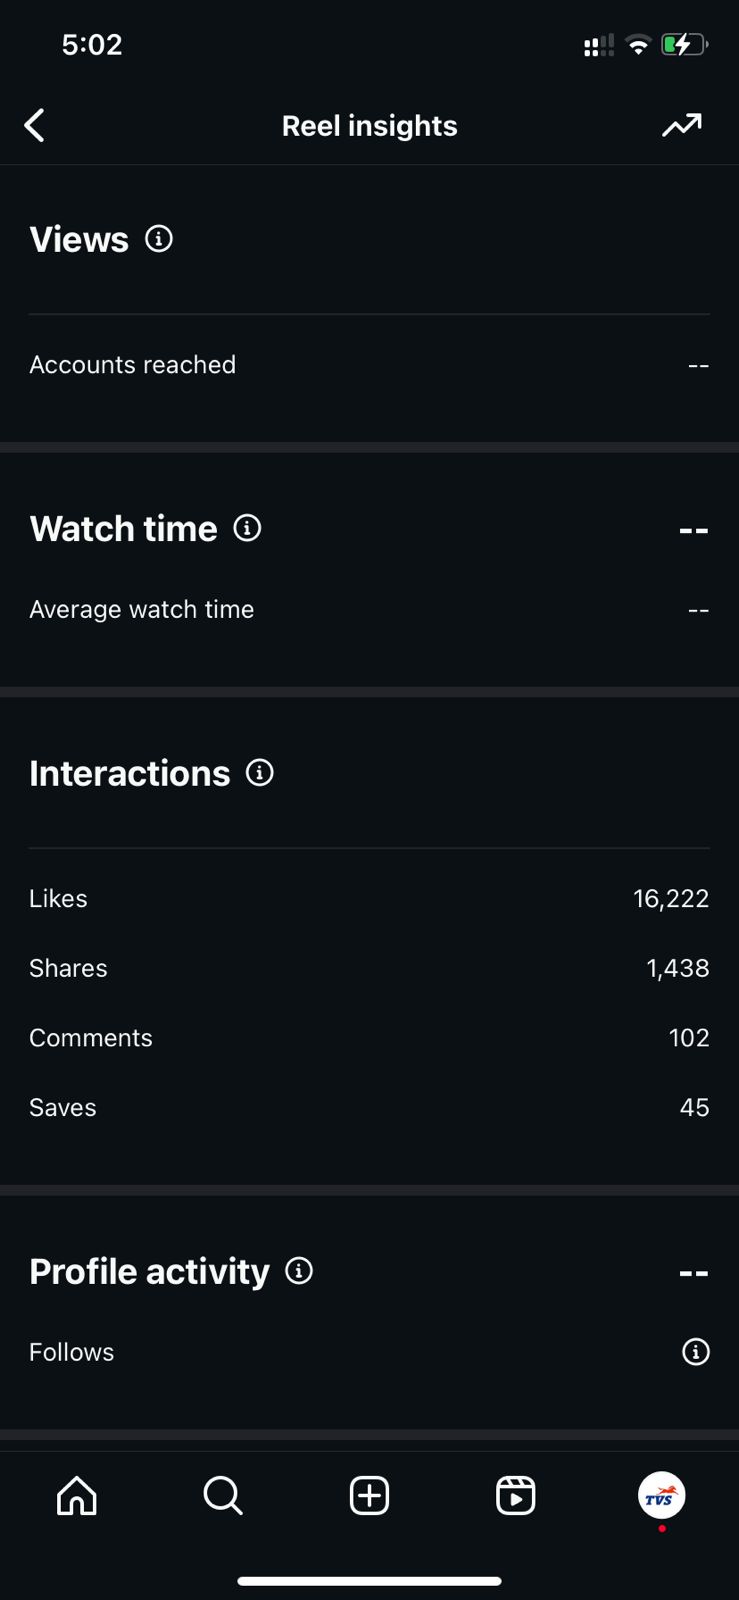 5:02
Reel insights
Views
Accounts reached --
Watch time --
Average watch time --
Interactions
Likes 16,222
Shares 1,438
Comments 102
Saves 45
Profile activity --
Follows
TVS